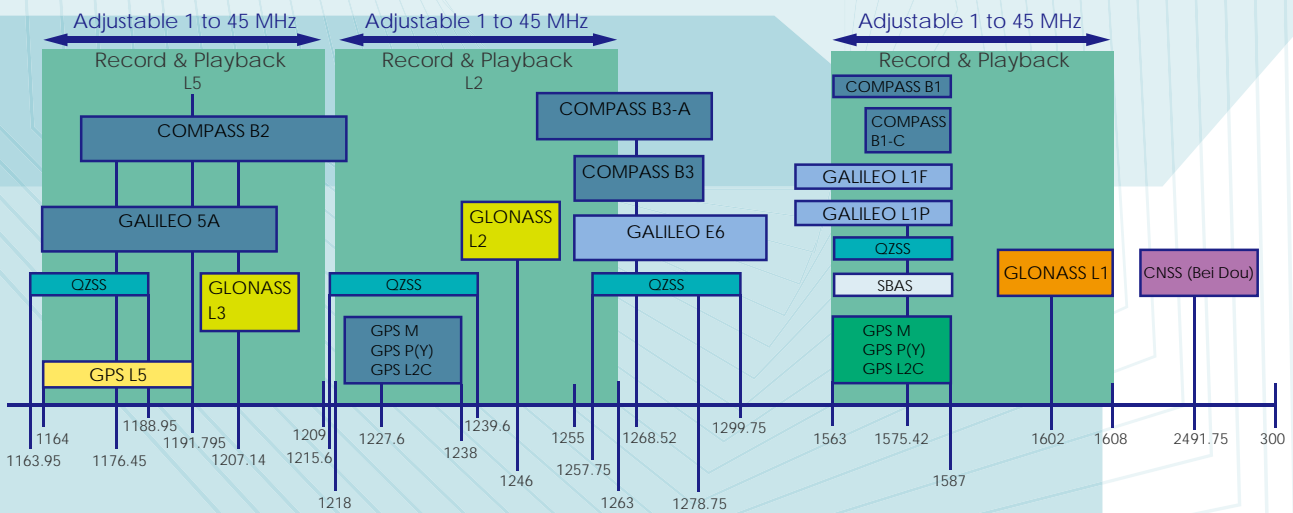 Adjustable 1 to 45 MHz
Adjustable 1 to 45 MHz
Adjustable 1 to 45 MHz
Record & Playback
L5
Record & Playback
L2
Record & Playback
COMPASS B2
GALILEO 5A
QZSS
GLONASS
L3
GPS L5
COMPASS B3-A
COMPASS B3
GLONASS
L2
GALILEO E6
QZSS
QZSS
GPS M
GPS P(Y)
GPS L2C
COMPASS B1
COMPASS
B1-C
GALILEO L1F
GALILEO L1P
QZSS
SBAS
GPS M
GPS P(Y)
GPS L2C
GLONASS L1
CNSS (Bei Dou)
1163.95
1164
1176.45
1188.95
1191.795
1207.14
1209
1215.6
1218
1227.6
1238
1239.6
1246
1255
1257.75
1263
1268.52
1278.75
1299.75
1563
1575.42
1587
1602
1608
2491.75
300